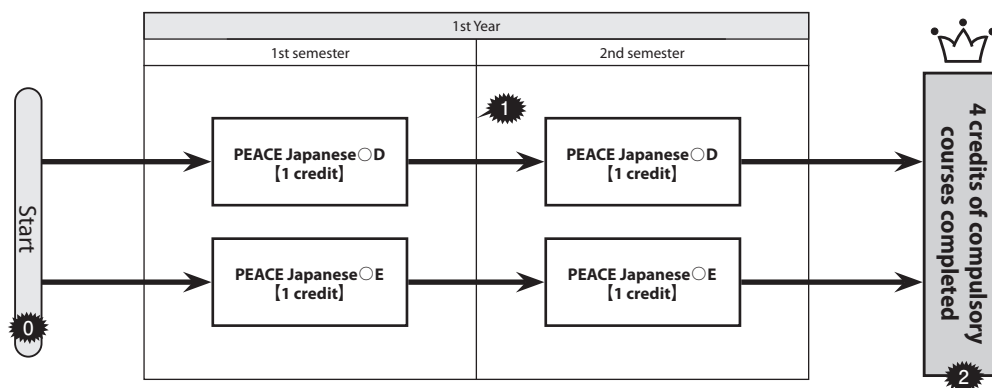 1st Year
1st semester
2nd semester
Start
0
1
PEACE Japanese○D
【1 credit】
PEACE Japanese○D
【1 credit】
PEACE Japanese○E
【1 credit】
PEACE Japanese○E
【1 credit】
4 credits of compulsory
courses completed
2